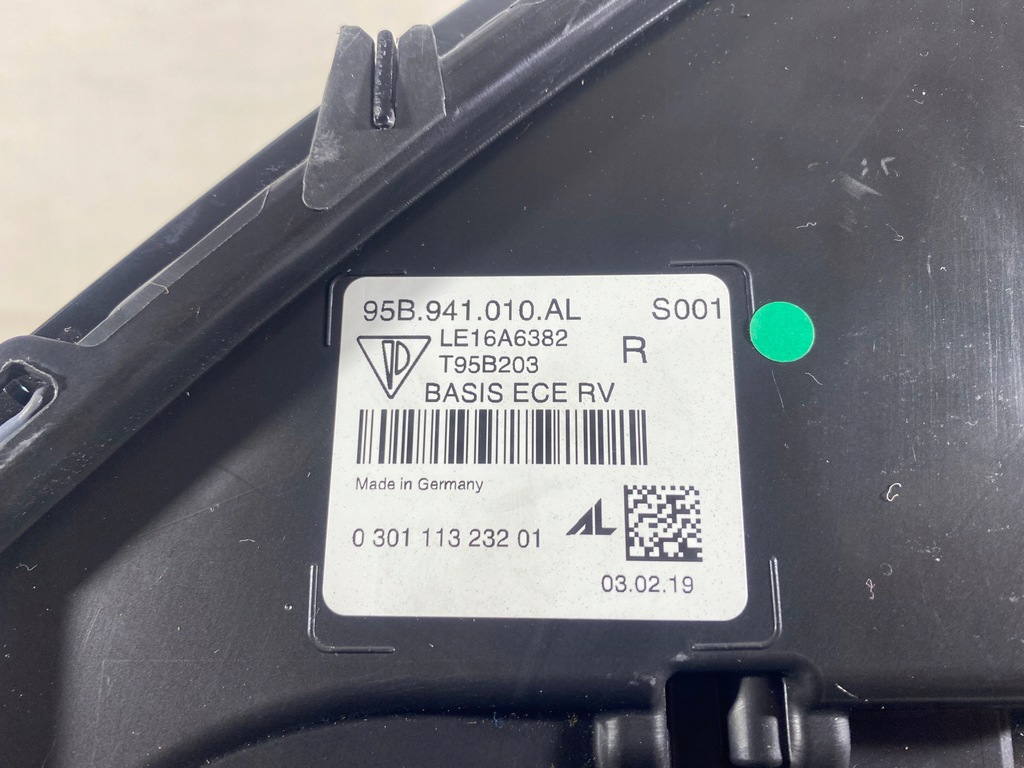 95B.941.010.AL S001
LE16A6382
T95B203 R
BASIS ECE RV
Made in Germany
0 301 113 232 01 AL
03.02.19